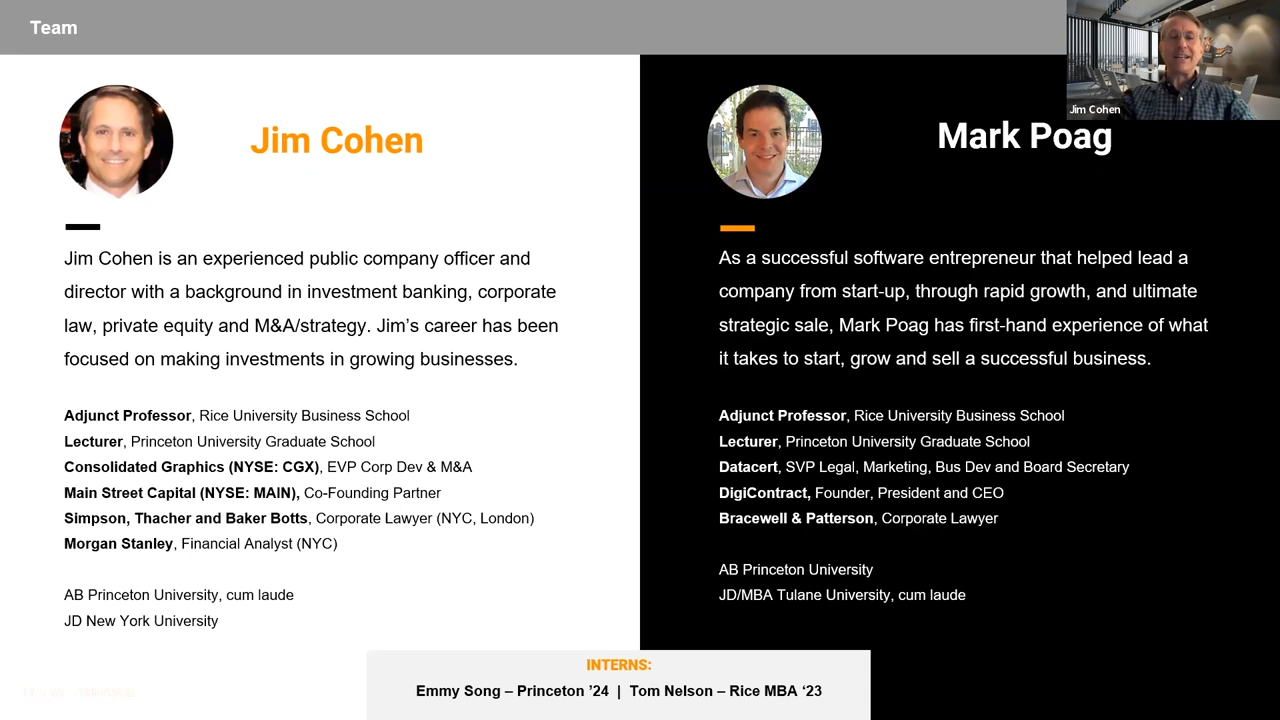 Team
Jim Cohen
Jim Cohen
Jim Cohen is an experienced public company officer and
director with a background in investment banking, corporate
law, private equity and M&A/strategy. Jim’s career has been
focused on making investments in growing businesses.
Adjunct Professor, Rice University Business School
Lecturer, Princeton University Graduate School
Consolidated Graphics (NYSE: CGX), EVP Corp Dev & M&A
Main Street Capital (NYSE: MAIN), Co-Founding Partner
Simpson, Thacher and Baker Botts, Corporate Lawyer (NYC, London)
Morgan Stanley, Financial Analyst (NYC)
AB Princeton University, cum laude
JD New York University
Mark Poag
As a successful software entrepreneur that helped lead a
company from start-up, through rapid growth, and ultimate
strategic sale, Mark Poag has first-hand experience of what
it takes to start, grow and sell a successful business.
Adjunct Professor, Rice University Business School
Lecturer, Princeton University Graduate School
Datacert, SVP Legal, Marketing, Bus Dev and Board Secretary
DigiContract, Founder, President and CEO
Bracewell & Patterson, Corporate Lawyer
AB Princeton University
JD/MBA Tulane University, cum laude
INTERNS:
Emmy Song – Princeton ’24 | Tom Nelson – Rice MBA ‘23